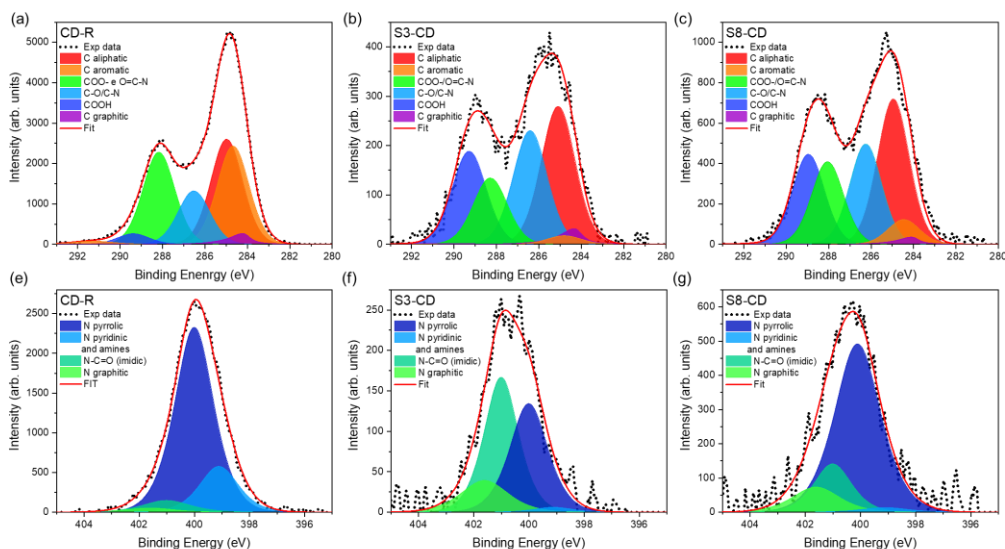 (a)
CD-R
Exp data
C aliphatic
C aromatic
COO- e O=C-N
C-O/C-N
COOH
C graphitic
Fit
5000
4000
3000
2000
1000
0
292 290 288 286 284 282 280
Binding Energy (eV)
Intensity (arb. units)
(b)
S3-CD
Exp data
C aliphatic
C aromatic
COO-/O=C-N
C-O/C-N
COOH
C graphitic
Fit
400
300
200
100
0
292 290 288 286 284 282 280
Binding Energy (eV)
Intensity (arb. units)
(c)
S8-CD
Exp data
C aliphatic
C aromatic
COO-/O=C-N
C-O/C-N
COOH
C graphitic
Fit
1000
800
600
400
200
0
292 290 288 286 284 282 280
Binding Energy (eV)
Intensity (arb. units)
(e)
CD-R
Exp data
N pyrrolic
N pyridinic
and amines
N-C=O (imidic)
N graphitic
FIT
2500
2000
1500
1000
500
0
404 402 400 398 396
Binding Energy (eV)
Intensity (arb. units)
(f)
S3-CD
Exp data
N pyrrolic
N pyridinic
and amines
N-C=O (imidic)
N graphitic
Fit
250
200
150
100
50
0
404 402 400 398 396
Binding Energy (eV)
Intensity (arb. units)
(g)
S8-CD
Exp data
N pyrrolic
N pyridinic
and amines
N-C=O (imidic)
N graphitic
Fit
600
500
400
300
200
100
0
404 402 400 398 396
Binding Energy (eV)
Intensity (arb. units)